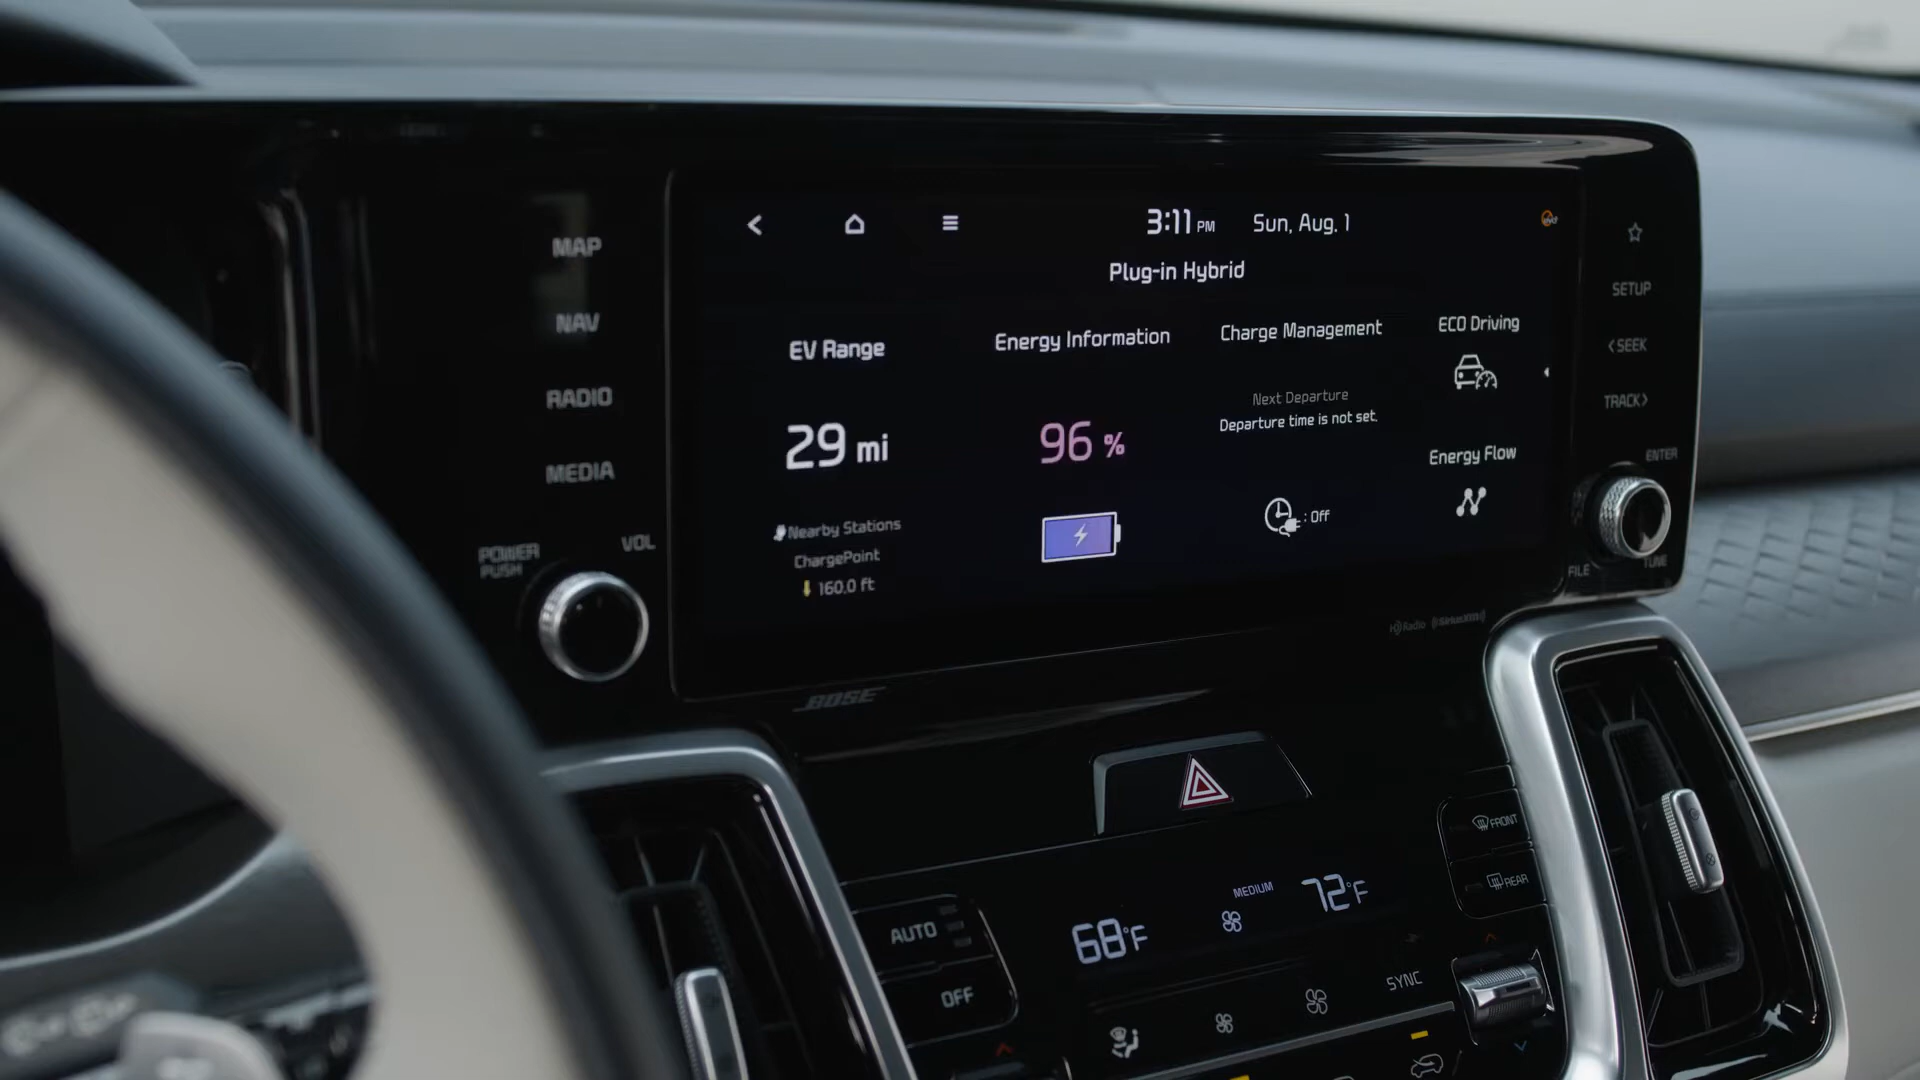 3:11 PM Sun, Aug. 1
Plug-in Hybrid
MAP
NAV
RADIO
MEDIA
POWER
PUSH
VOL
EV Range
29 mi
Nearby Stations
ChargePoint
160.0 ft
Energy Information
96 %
Charge Management
Next Departure
Departure time is not set.
: Off
ECO Driving
Energy Flow
SETUP
< SEEK
TRACK >
ENTER
FILE
TUNE
HD Radio ((SiriusXM))
BOSE
FRONT
REAR
AUTO
OFF
68°F
MEDIUM
72°F
SYNC